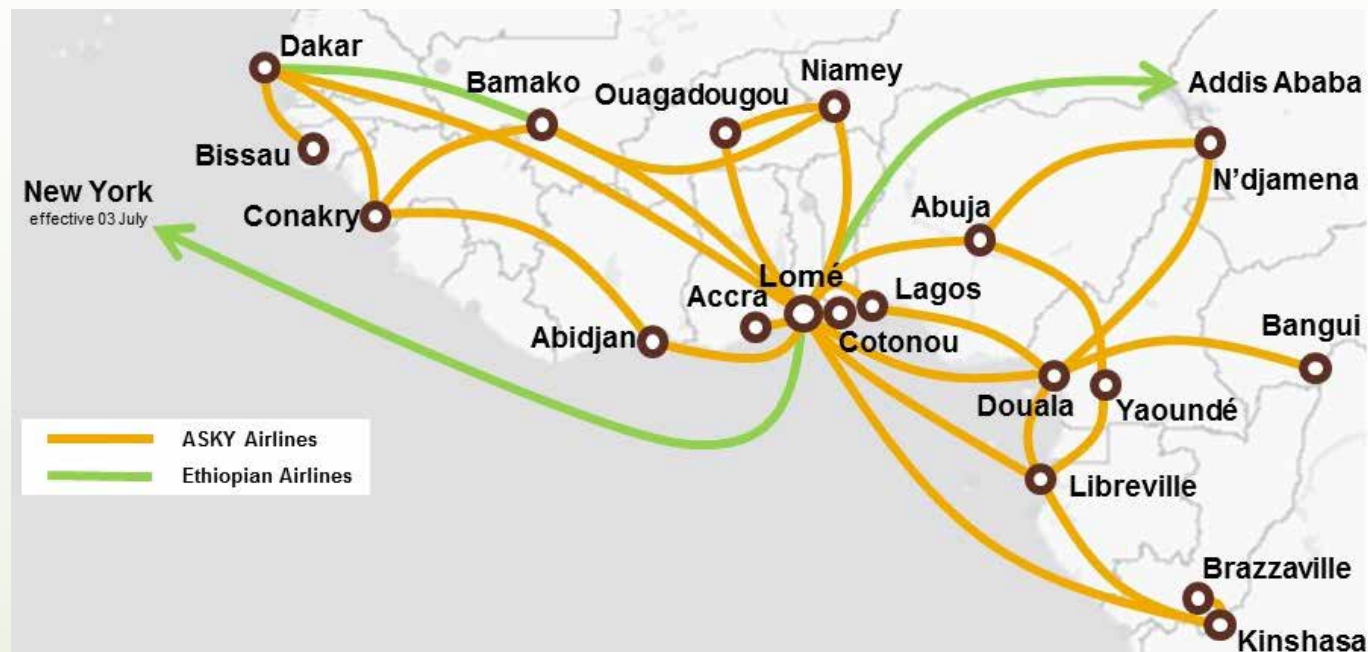 Dakar
Bamako
Ouagadougou
Niamey
Addis Ababa
Bissau
N'djamena
New York
effective 03 July
Conakry
Abuja
Lomé
Accra
Lagos
Abidjan
Cotonou
Bangui
Douala
Yaoundé
ASKY Airlines
Ethiopian Airlines
Libreville
Brazzaville
Kinshasa